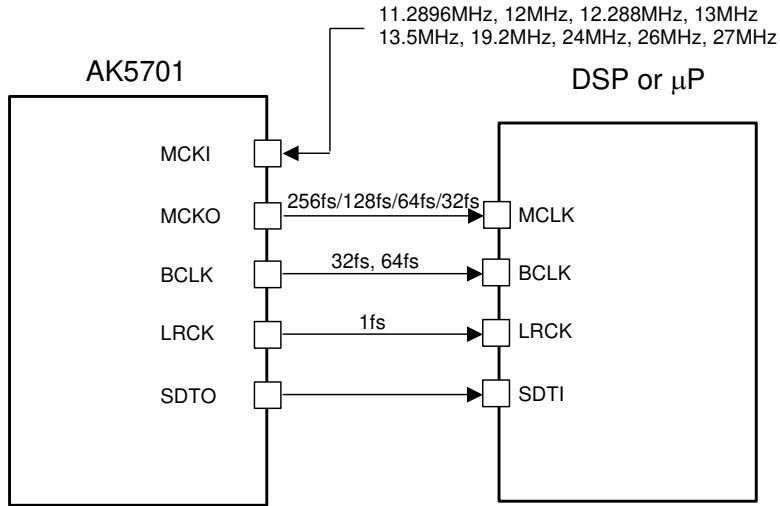 11.2896MHz, 12MHz, 12.288MHz, 13MHz
13.5MHz, 19.2MHz, 24MHz, 26MHz, 27MHz
AK5701
DSP or μP
MCKI
MCKO
256fs/128fs/64fs/32fs
MCLK
BCLK
32fs, 64fs
BCLK
LRCK
1fs
LRCK
SDTO
SDTI